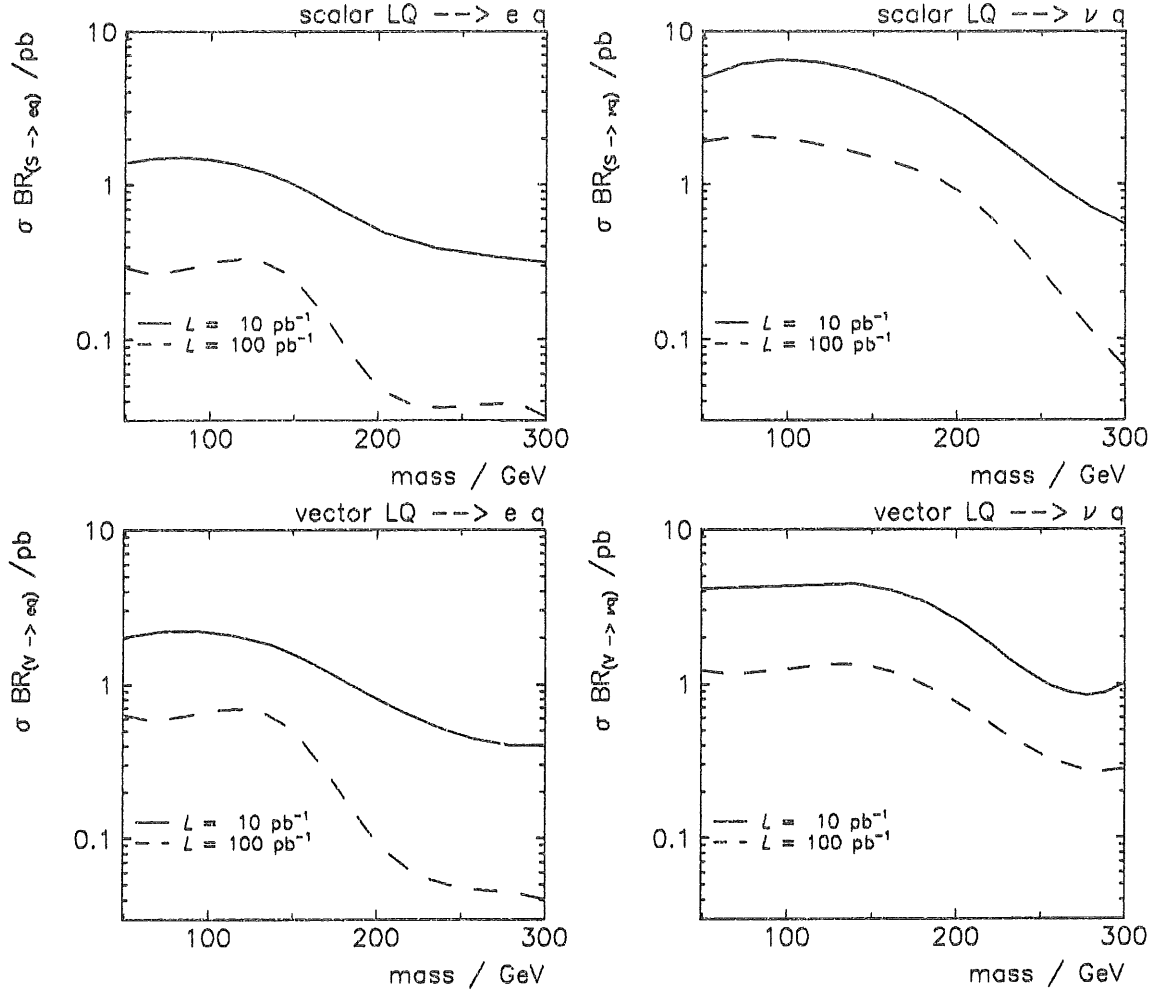 scalar LQ --> e q
σ BR(s -> eq) /pb
10
1
0.1
L = 10 pb⁻¹
L = 100 pb⁻¹
100 200 300
mass / GeV
scalar LQ --> ν q
σ BR(s -> νq) /pb
10
1
0.1
L = 10 pb⁻¹
L = 100 pb⁻¹
100 200 300
mass / GeV
vector LQ --> e q
σ BR(v -> eq) /pb
10
1
0.1
L = 10 pb⁻¹
L = 100 pb⁻¹
100 200 300
mass / GeV
vector LQ --> ν q
σ BR(v -> νq) /pb
10
1
0.1
L = 10 pb⁻¹
L = 100 pb⁻¹
100 200 300
mass / GeV